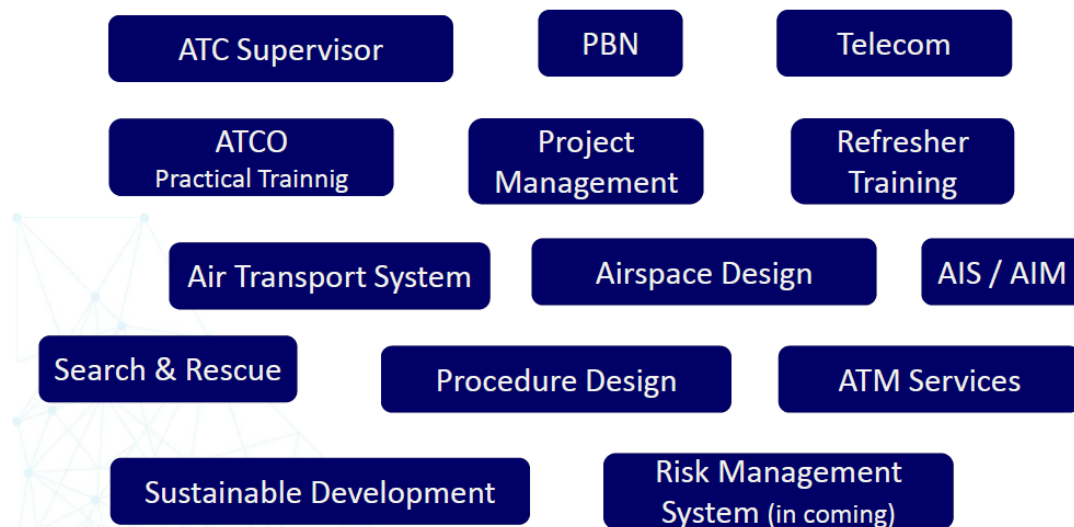 ATC Supervisor
PBN
Telecom
ATCO
Practical Trainnig
Project
Management
Refresher
Training
Air Transport System
Airspace Design
AIS / AIM
Search & Rescue
Procedure Design
ATM Services
Sustainable Development
Risk Management
System (in coming)